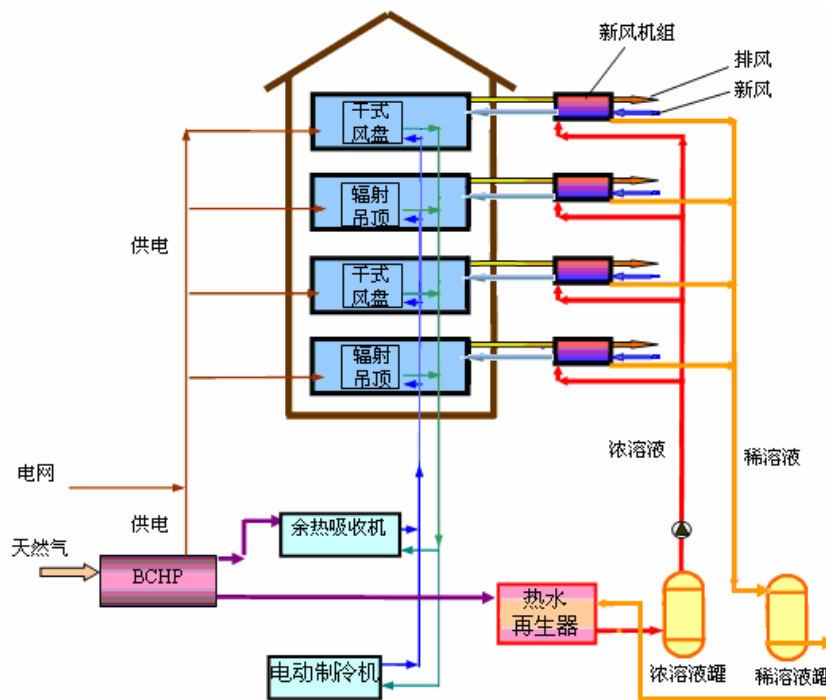 新风机组
排风
新风
干式
风盘
辐射
吊顶
供电
干式
风盘
辐射
吊顶
浓溶液
稀溶液
电网
供电
余热吸收机
天然气
BCHP
热水
再生器
电动制冷机
浓溶液罐
稀溶液罐